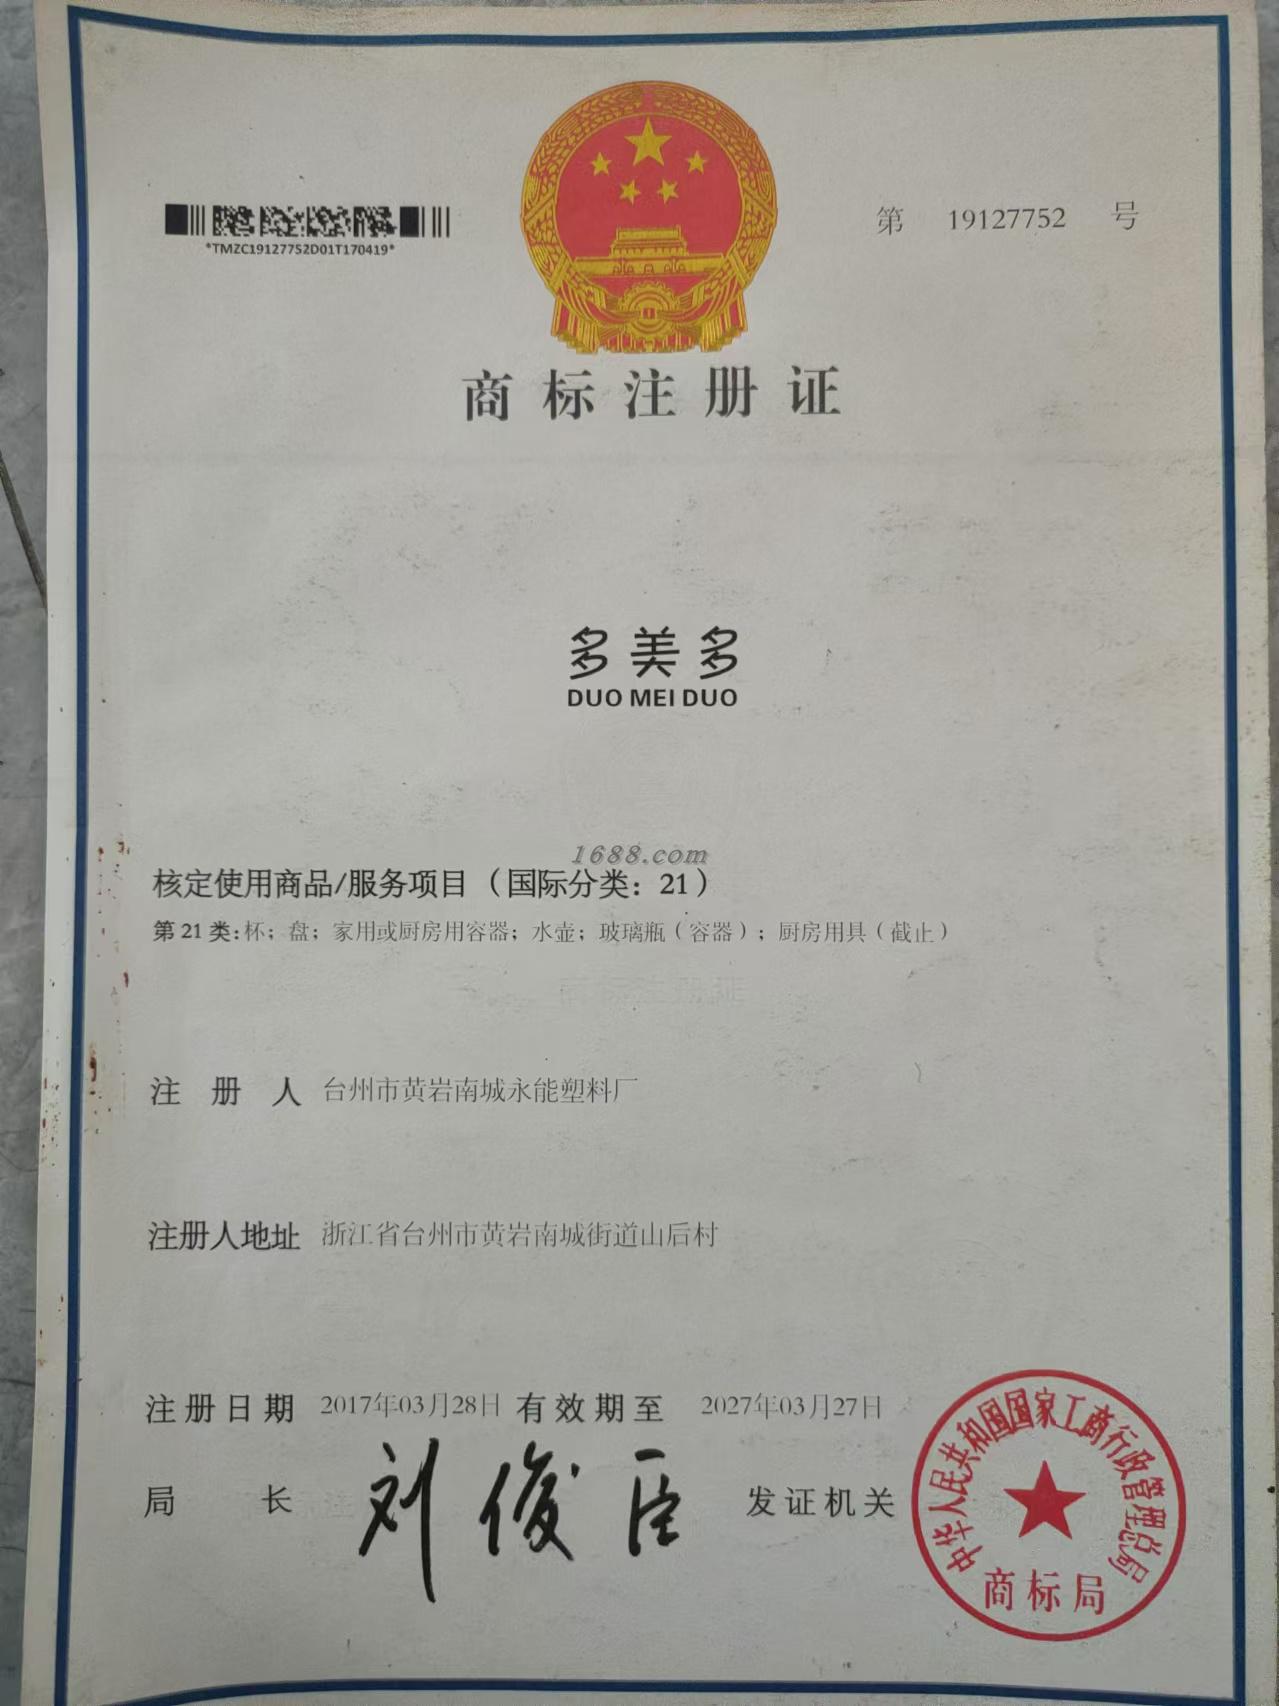 *TMZC19127752D01T170419*
第 19127752 号
商标注册证
多美多
DUO MEI DUO
1688.com
核定使用商品/服务项目（国际分类：21）
第21类：杯；盘；家用或厨房用容器；水壶；玻璃瓶（容器）；厨房用具（截止）
商标注册证
注册人 台州市黄岩南城永能塑料厂
注册人地址 浙江省台州市黄岩南城街道山后村
注册日期 2017年03月28日 有效期至 2027年03月27日
局长 刘俊臣 发证机关
中华人民共和国国家工商行政管理总局
商标局